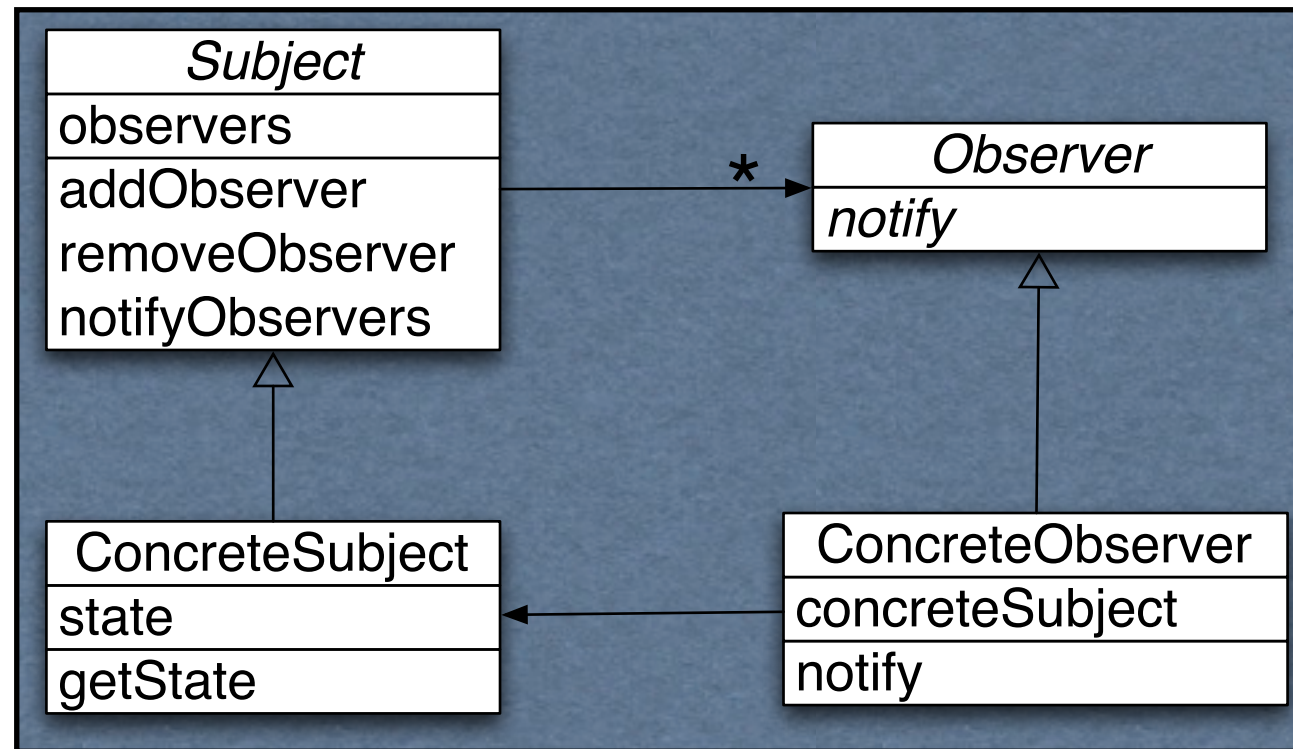 Subject
observers
addObserver
removeObserver
notifyObservers
*
Observer
notify
ConcreteSubject
state
getState
ConcreteObserver
concreteSubject
notify